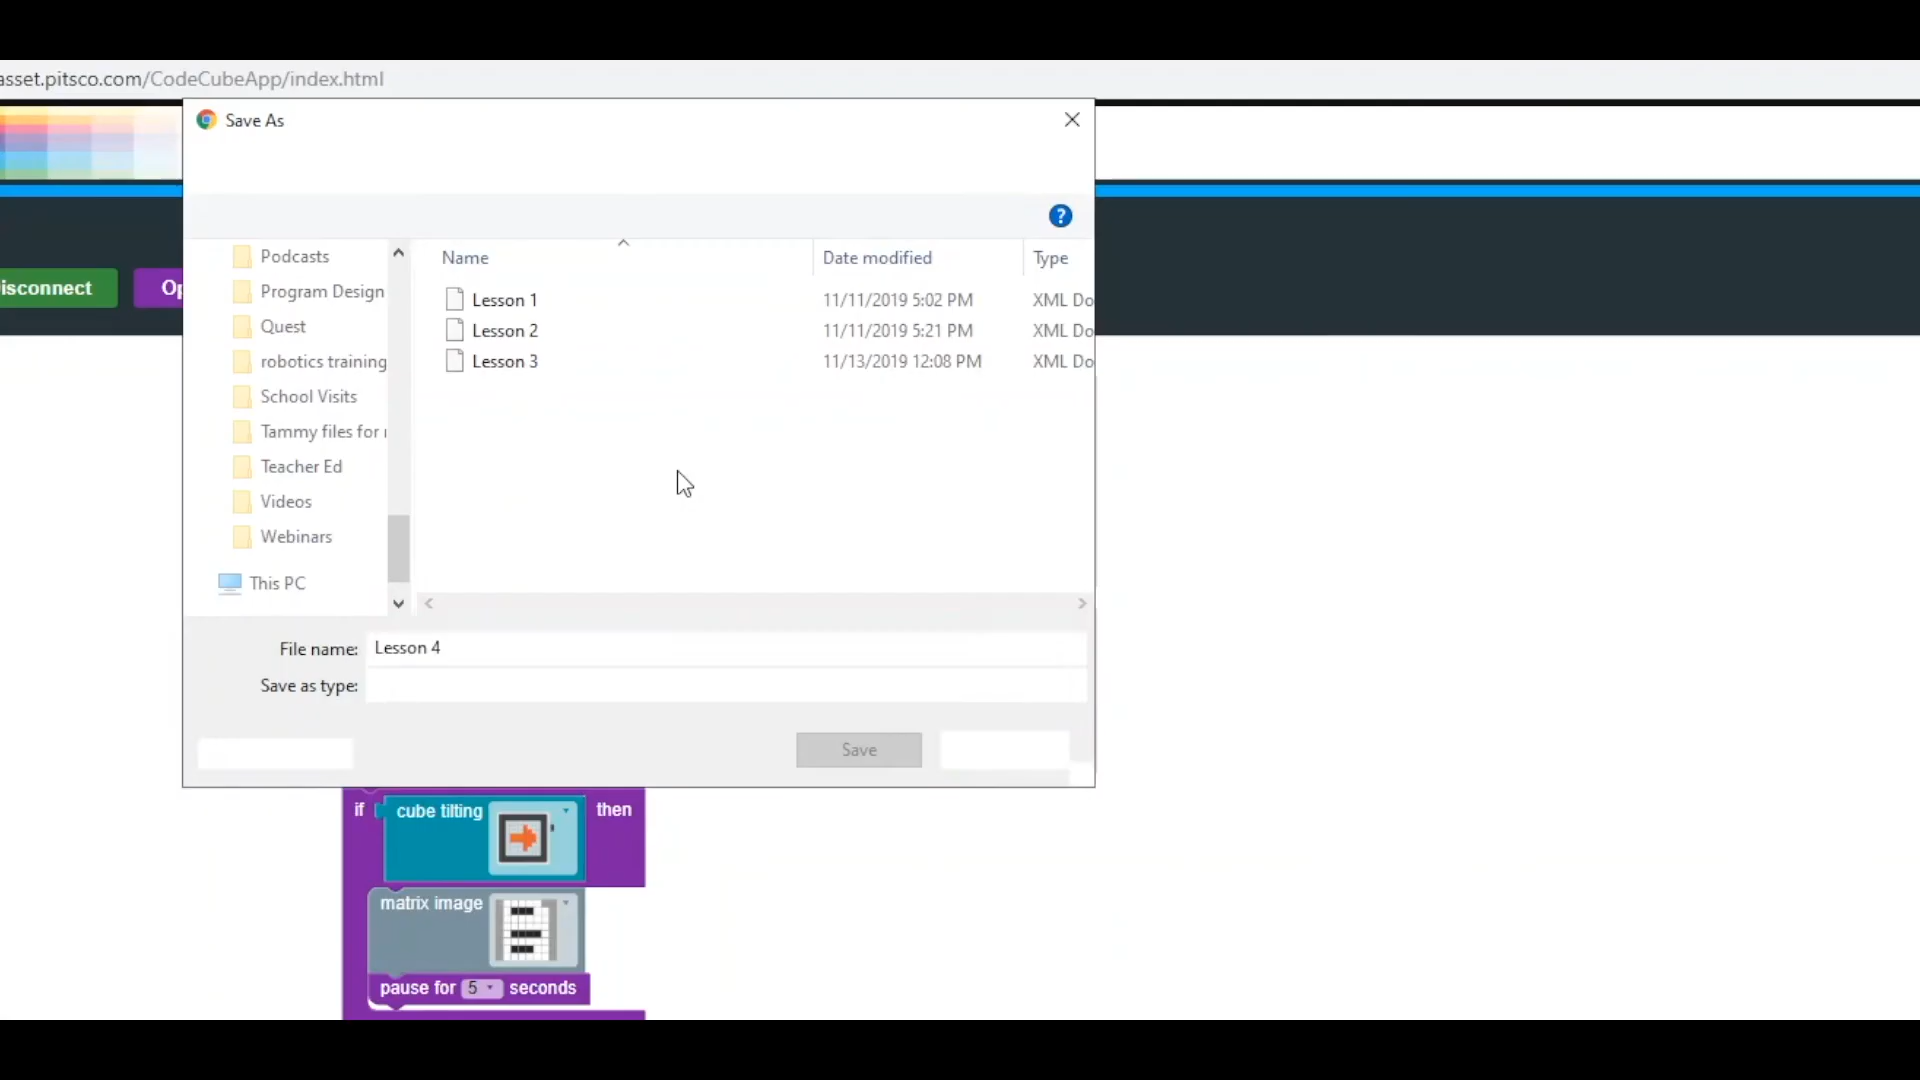 asset.pitsco.com/CodeCubeApp/index.html
Save As
isconnect
Op
?
Podcasts
Program Design
Quest
robotics training
School Visits
Tammy files for
Teacher Ed
Videos
Webinars
This PC
Name Date modified Type
Lesson 1 11/11/2019 5:02 PM XML Do
Lesson 2 11/11/2019 5:21 PM XML Do
Lesson 3 11/13/2019 12:08 PM XML Do
File name: Lesson 4
Save as type:
Save
if cube tilting then
matrix image
pause for 5 seconds